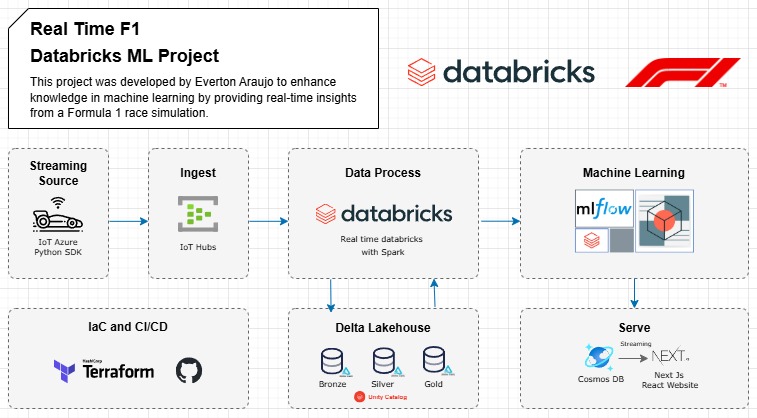 Real Time F1
Databricks ML Project
This project was developed by Everton Araujo to enhance
knowledge in machine learning by providing real-time insights
from a Formula 1 race simulation.
databricks
F1
TM
Streaming
Source
IoT Azure
Python SDK
Ingest
IoT Hubs
Data Process
databricks
Real time databricks
with Spark
Machine Learning
mlflow
IaC and CI/CD
HashiCorp
Terraform
Delta Lakehouse
Bronze
Silver
Gold
Unity Catalog
Serve
Streaming
NEXT.JS
Cosmos DB
Next Js
React Website